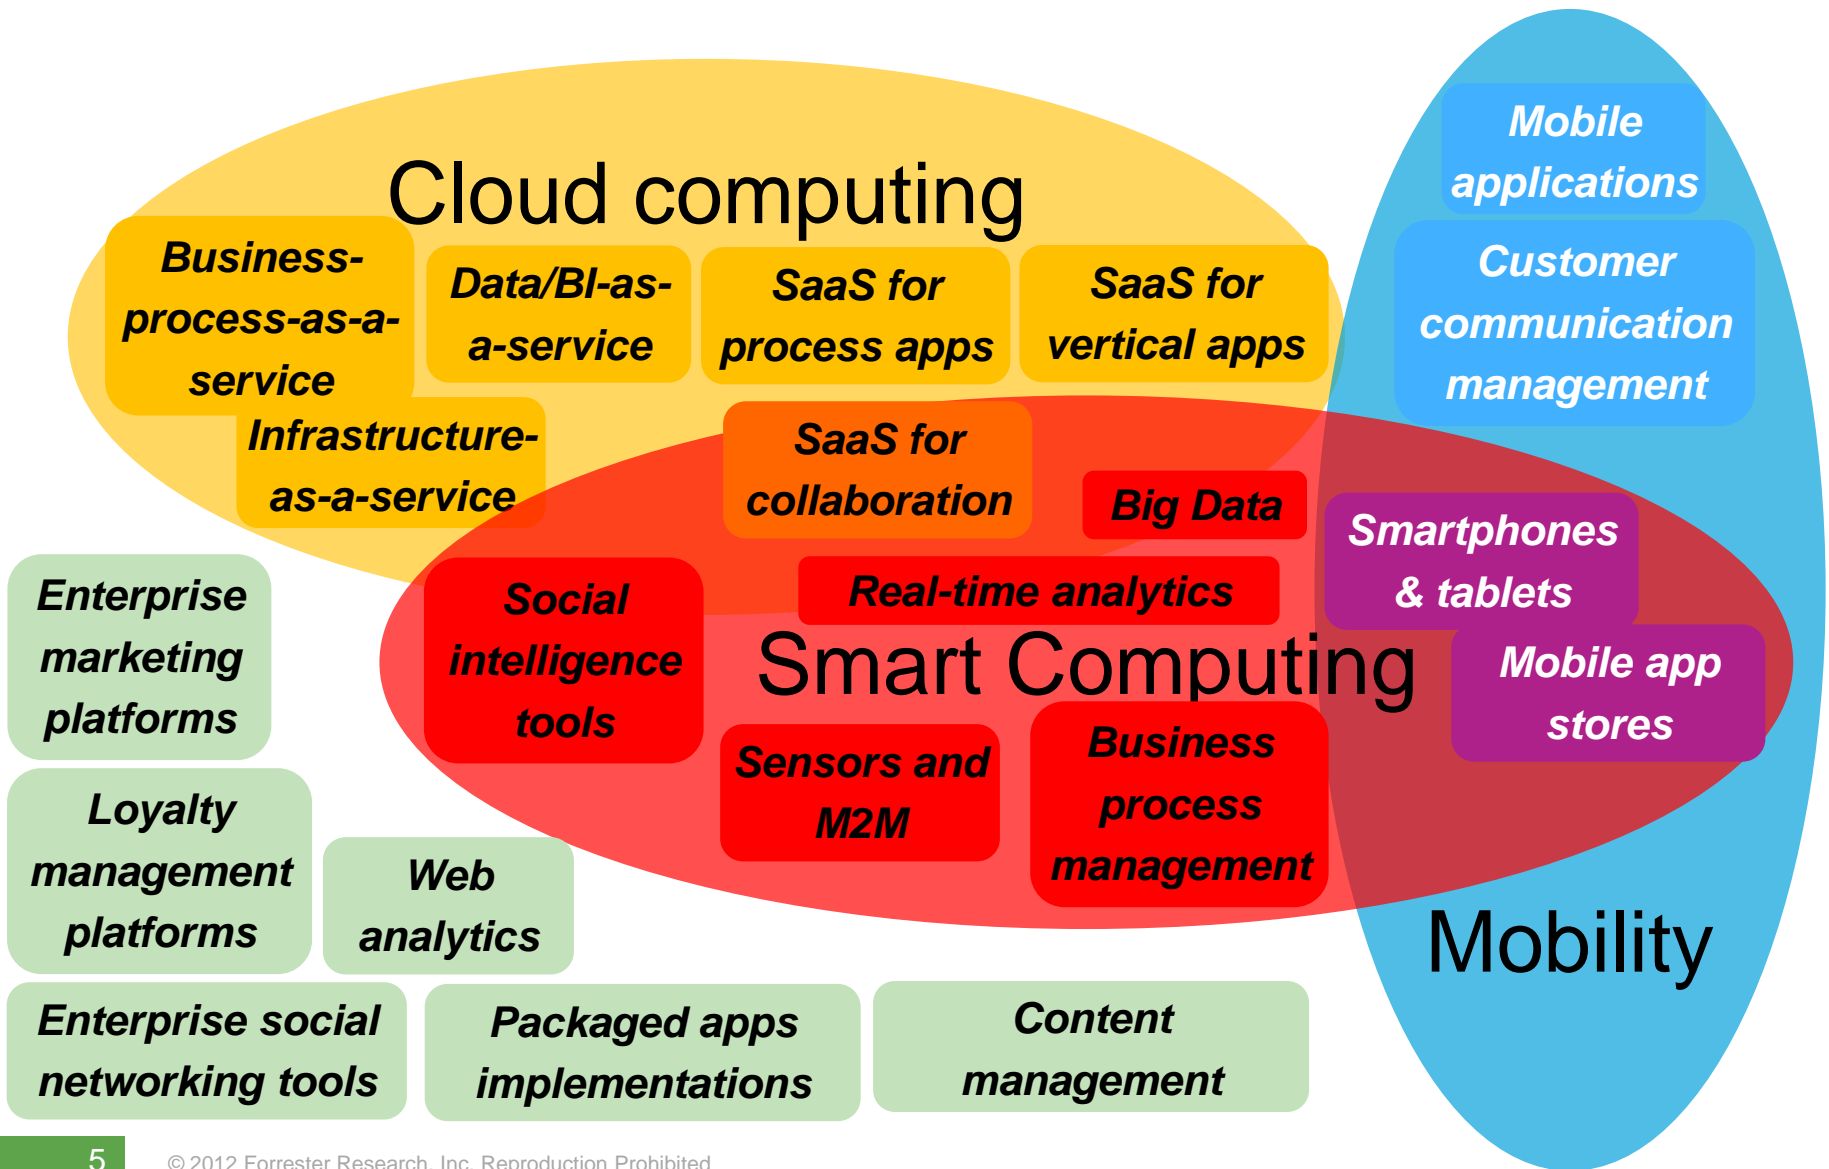 Cloud computing
Business-
process-as-a-
service
Data/BI-as-
a-service
SaaS for
process apps
SaaS for
vertical apps
Infrastructure-
as-a-service
SaaS for
collaboration
Big Data
Real-time analytics
Social
intelligence
tools
Smart Computing
Sensors and
M2M
Business
process
management
Mobile
applications
Customer
communication
management
Smartphones
& tablets
Mobile app
stores
Mobility
Enterprise
marketing
platforms
Loyalty
management
platforms
Web
analytics
Enterprise social
networking tools
Packaged apps
implementations
Content
management
5
© 2012 Forrester Research, Inc. Reproduction Prohibited